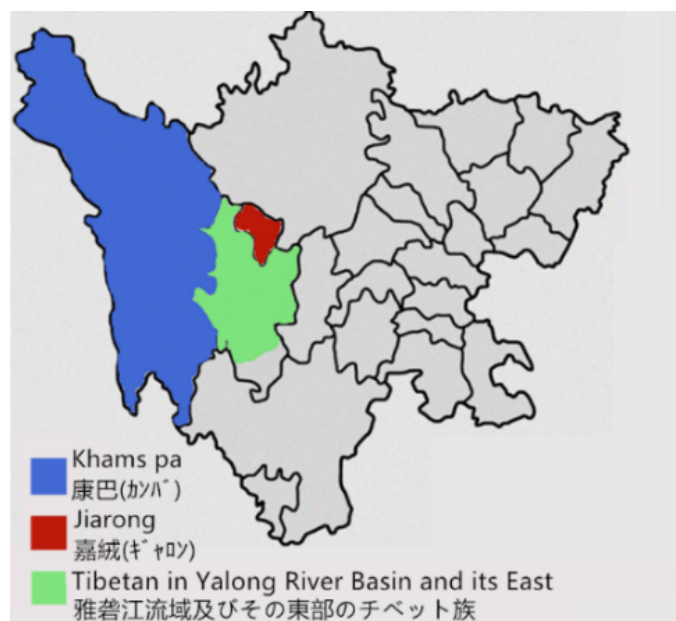 Khams pa
康巴(ｶﾝﾊﾞ)
Jiarong
嘉絨(ｷﾞｬﾛﾝ)
Tibetan in Yalong River Basin and its East
雅砻江流域及びその東部のチベット族